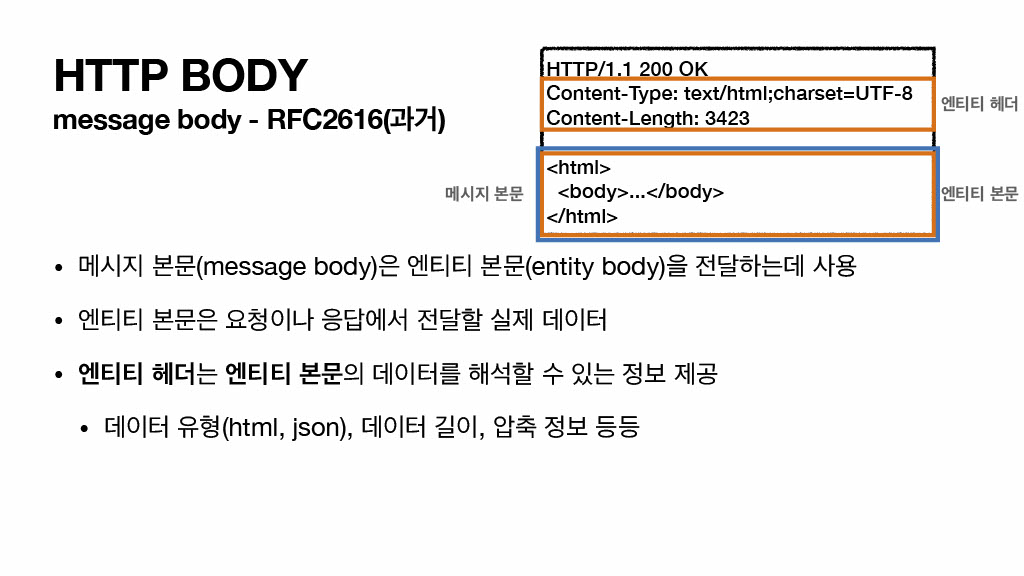 HTTP BODY
message body - RFC2616(과거)
HTTP/1.1 200 OK
Content-Type: text/html;charset=UTF-8
Content-Length: 3423
엔티티 헤더
<html>
<body>...</body>
</html>
메시지 본문
엔티티 본문
• 메시지 본문(message body)은 엔티티 본문(entity body)을 전달하는데 사용
• 엔티티 본문은 요청이나 응답에서 전달할 실제 데이터
• 엔티티 헤더는 엔티티 본문의 데이터를 해석할 수 있는 정보 제공
• 데이터 유형(html, json), 데이터 길이, 압축 정보 등등